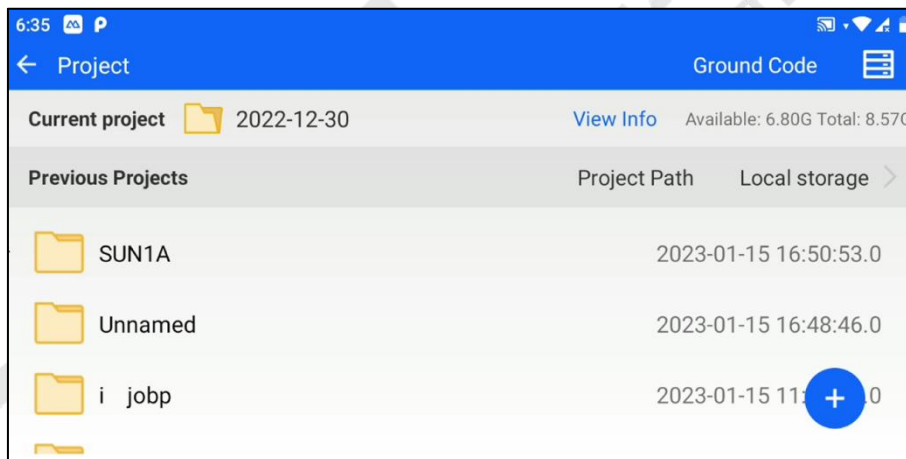 6:35
Project Ground Code
Current project 2022-12-30 View Info Available: 6.80G Total: 8.57G
Previous Projects Project Path Local storage
SUN1A 2023-01-15 16:50:53.0
Unnamed 2023-01-15 16:48:46.0
i jobp 2023-01-15 11: .0